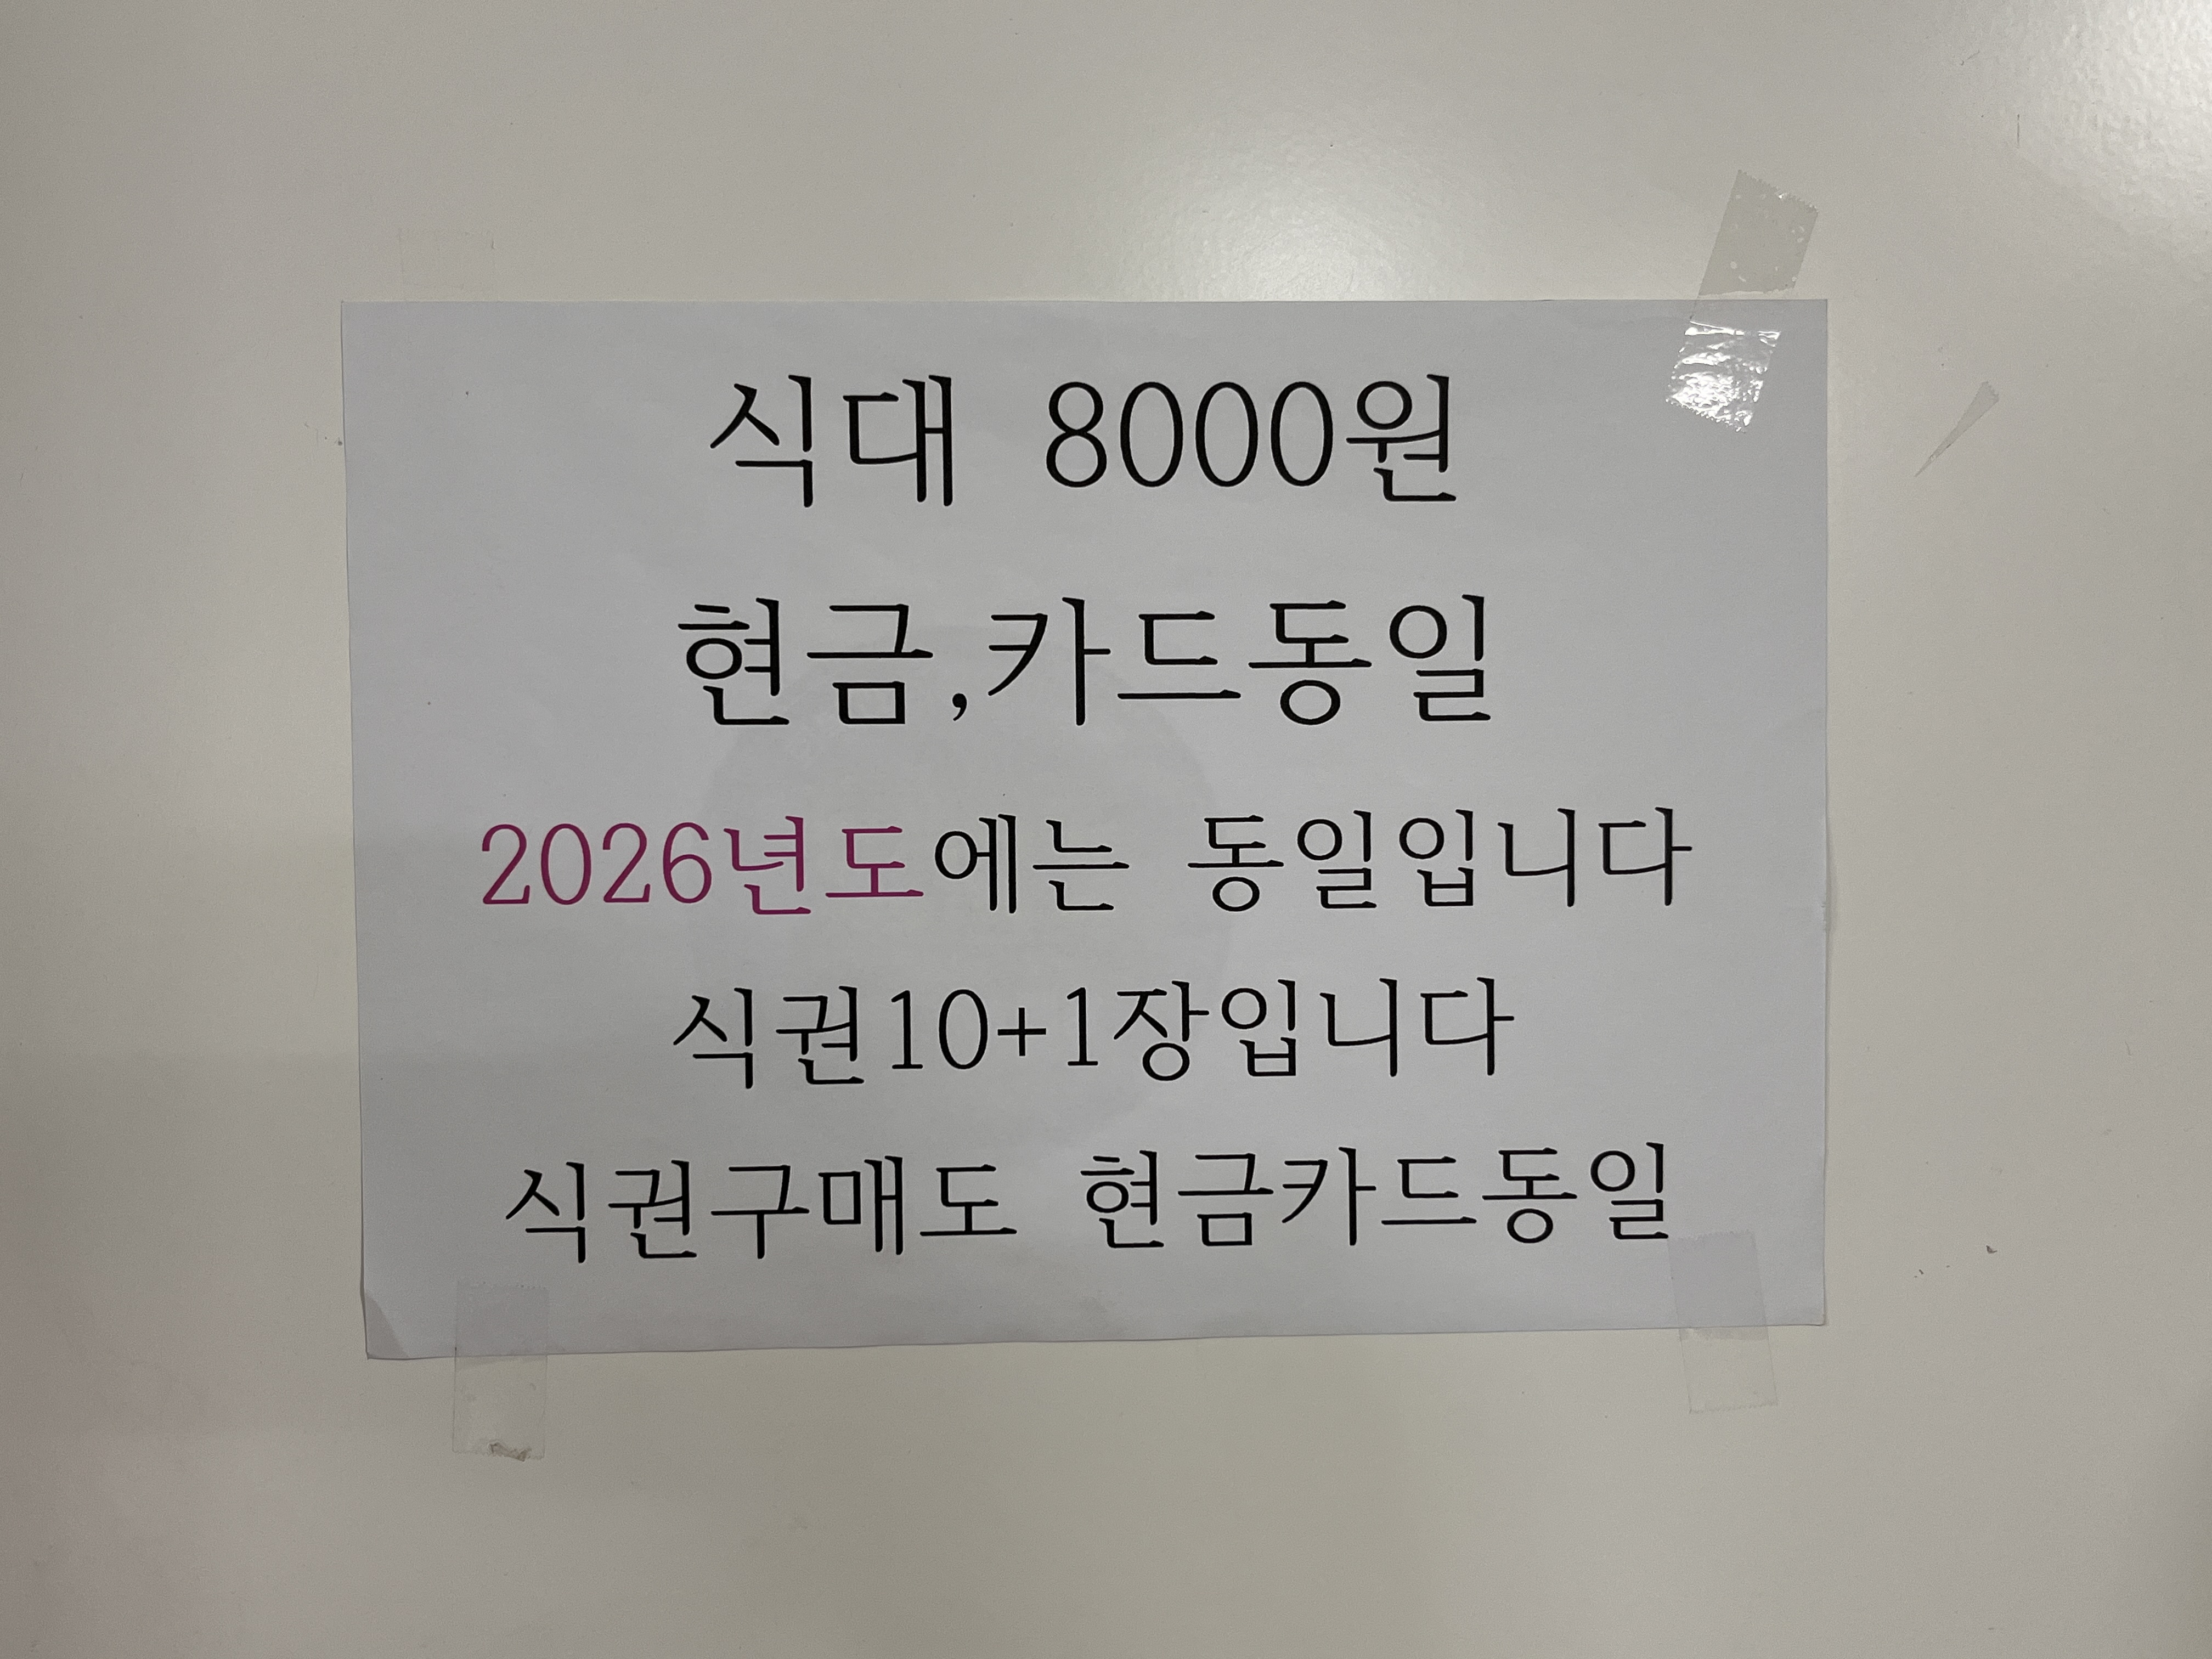 식대 8000원
현금,카드동일
2026년도에는 동일입니다
식권10+1장입니다
식권구매도 현금카드동일